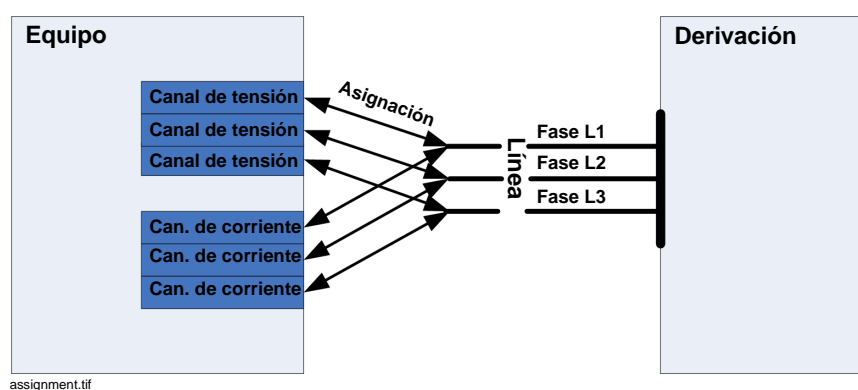 Equipo
Derivación
Canal de tensión
Canal de tensión
Canal de tensión
Asignación
Línea
Fase L1
Fase L2
Fase L3
Can. de corriente
Can. de corriente
Can. de corriente
assignment.tif